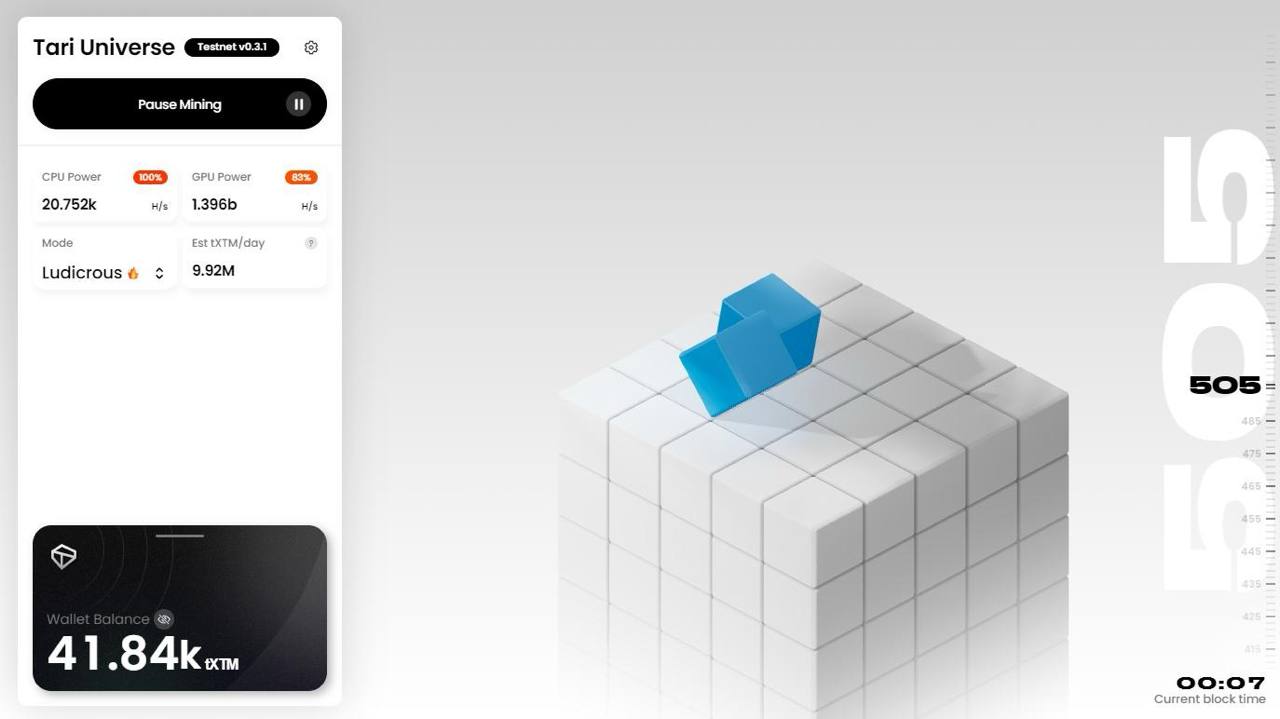 Tari Universe Testnet v0.3.1
Pause Mining
CPU Power 100%
20.752k H/s
GPU Power 83%
1.396b H/s
Mode
Ludicrous
Est tXTM/day ?
9.92M
Wallet Balance
41.84k tXTM
505
505
485
475
465
455
445
435
425
415
00:07
Current block time